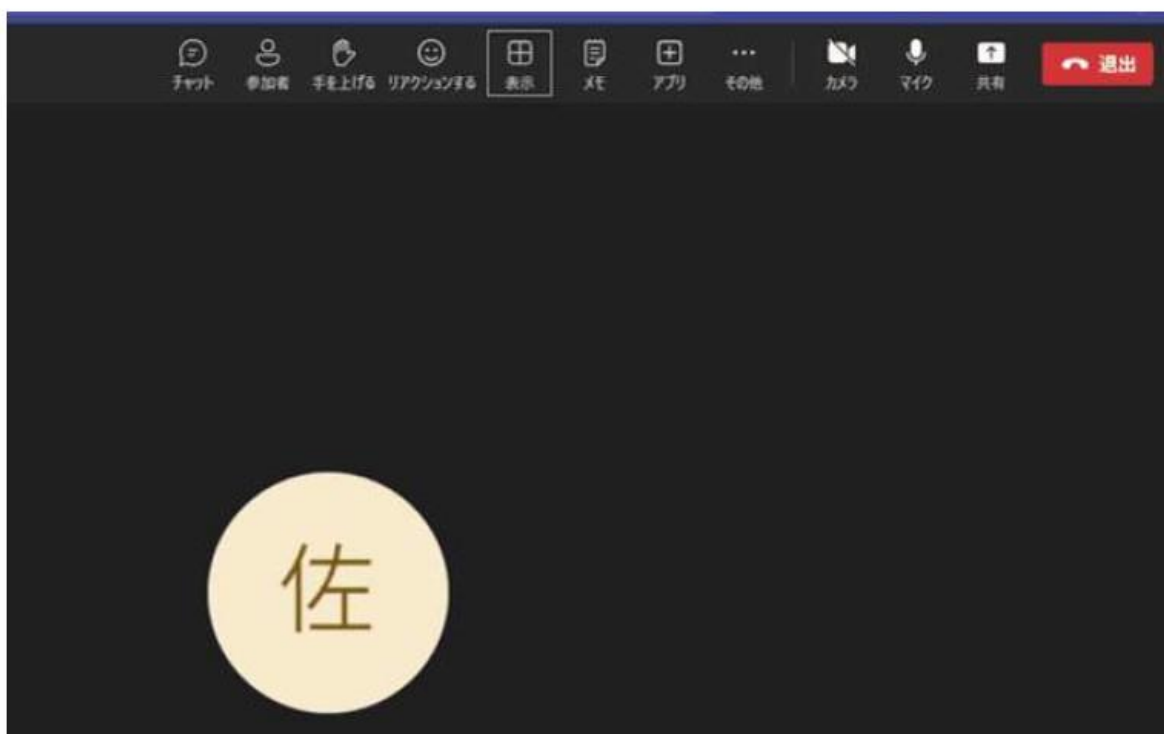 チャット 参加者 手を上げる リアクションする 表示 メモ アプリ その他 カメラ マイク 共有 退出
佐